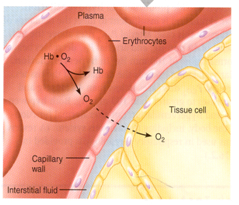 Plasma
Erythrocytes
Hb • O₂
Hb
O₂
Tissue cell
O₂
Capillary
wall
Interstitial fluid